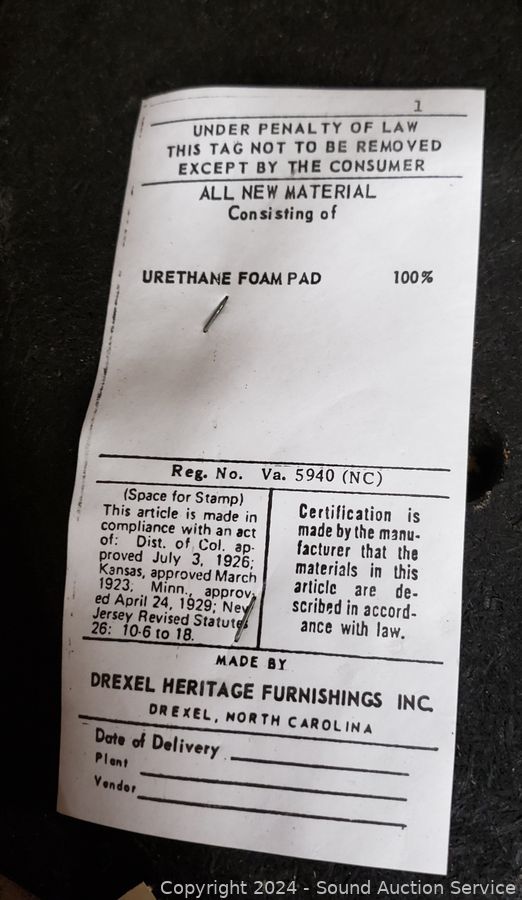 1
UNDER PENALTY OF LAW
THIS TAG NOT TO BE REMOVED
EXCEPT BY THE CONSUMER
ALL NEW MATERIAL
Consisting of
URETHANE FOAM PAD 100%
Reg. No. Va. 5940 (NC)
(Space for Stamp)
This article is made in
compliance with an act
of: Dist. of Col. ap-
proved July 3, 1926;
Kansas, approved March
1923; Minn., approv-
ed April 24, 1929; New
Jersey Revised Statute
26: 10-6 to 18.
Certification is
made by the manu-
facturer that the
materials in this
article are de-
scribed in accord-
ance with law.
MADE BY
DREXEL HERITAGE FURNISHINGS INC.
DREXEL, NORTH CAROLINA
Date of Delivery
Plant
Vendor
Copyright 2024 - Sound Auction Service